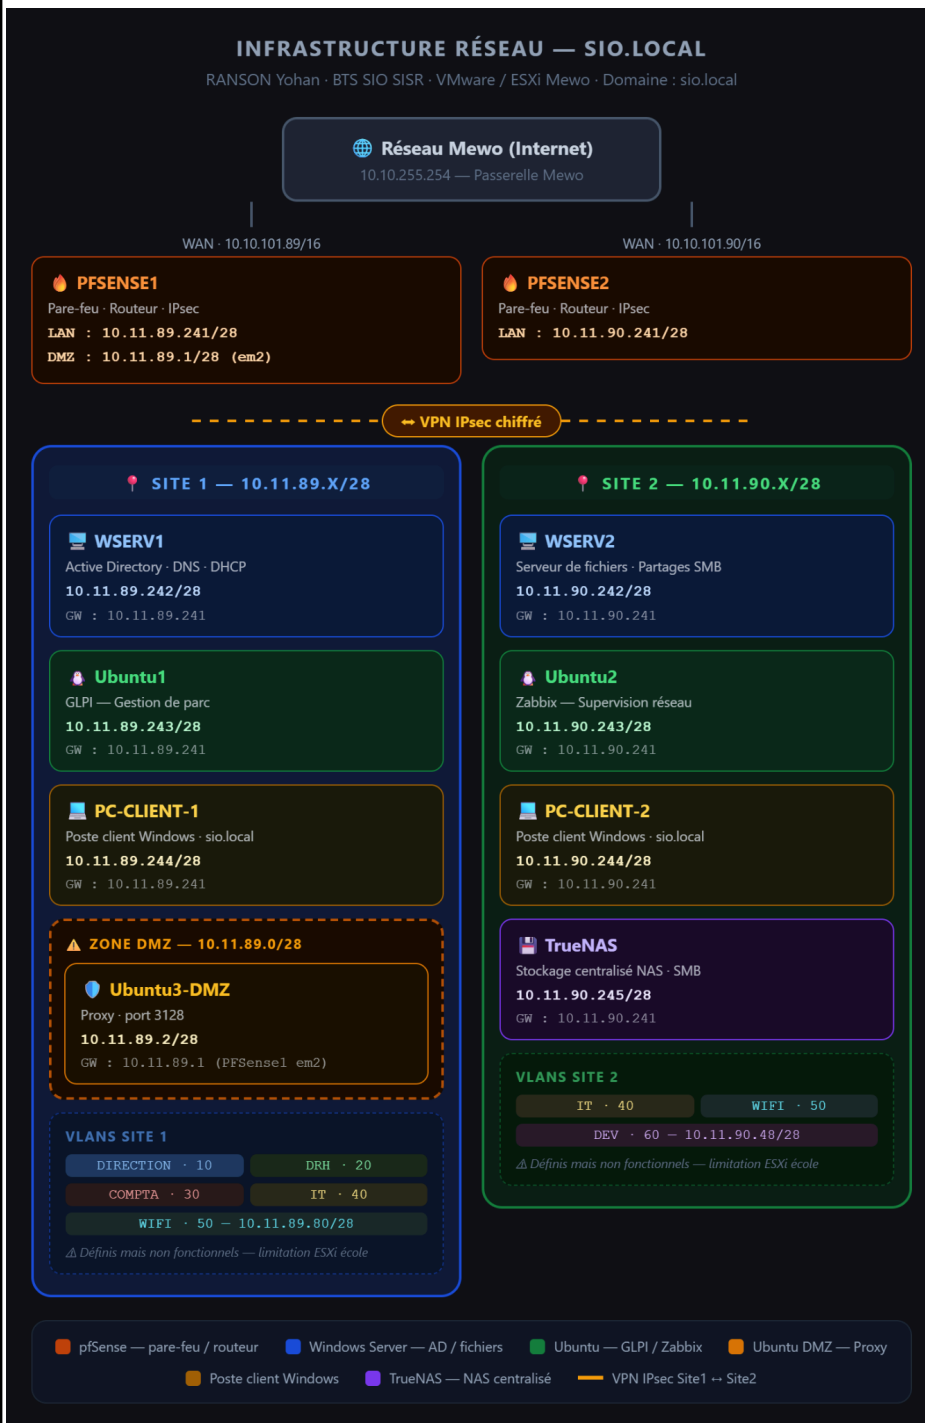 INFRASTRUCTURE RÉSEAU — SIO.LOCAL
RANSON Yohan · BTS SIO SISR · VMware / ESXi Mewo · Domaine : sio.local
Réseau Mewo (Internet)
10.10.255.254 — Passerelle Mewo
WAN · 10.10.101.89/16
WAN · 10.10.101.90/16
PFSENSE1
Pare-feu · Routeur · IPsec
LAN : 10.11.89.241/28
DMZ : 10.11.89.1/28 (em2)
PFSENSE2
Pare-feu · Routeur · IPsec
LAN : 10.11.90.241/28
↔ VPN IPsec chiffré
SITE 1 — 10.11.89.X/28
WSERV1
Active Directory · DNS · DHCP
10.11.89.242/28
GW : 10.11.89.241
Ubuntu1
GLPI — Gestion de parc
10.11.89.243/28
GW : 10.11.89.241
PC-CLIENT-1
Poste client Windows · sio.local
10.11.89.244/28
GW : 10.11.89.241
⚠ ZONE DMZ — 10.11.89.0/28
Ubuntu3-DMZ
Proxy · port 3128
10.11.89.2/28
GW : 10.11.89.1 (PFSense1 em2)
VLANS SITE 1
DIRECTION · 10
DRH · 20
COMPTA · 30
IT · 40
WIFI · 50 — 10.11.89.80/28
⚠ Définis mais non fonctionnels — limitation ESXi école
SITE 2 — 10.11.90.X/28
WSERV2
Serveur de fichiers · Partages SMB
10.11.90.242/28
GW : 10.11.90.241
Ubuntu2
Zabbix — Supervision réseau
10.11.90.243/28
GW : 10.11.90.241
PC-CLIENT-2
Poste client Windows · sio.local
10.11.90.244/28
GW : 10.11.90.241
TrueNAS
Stockage centralisé NAS · SMB
10.11.90.245/28
GW : 10.11.90.241
VLANS SITE 2
IT · 40
WIFI · 50
DEV · 60 — 10.11.90.48/28
⚠ Définis mais non fonctionnels — limitation ESXi école
pfSense — pare-feu / routeur
Windows Server — AD / fichiers
Ubuntu — GLPI / Zabbix
Ubuntu DMZ — Proxy
Poste client Windows
TrueNAS — NAS centralisé
VPN IPsec Site1 ↔ Site2